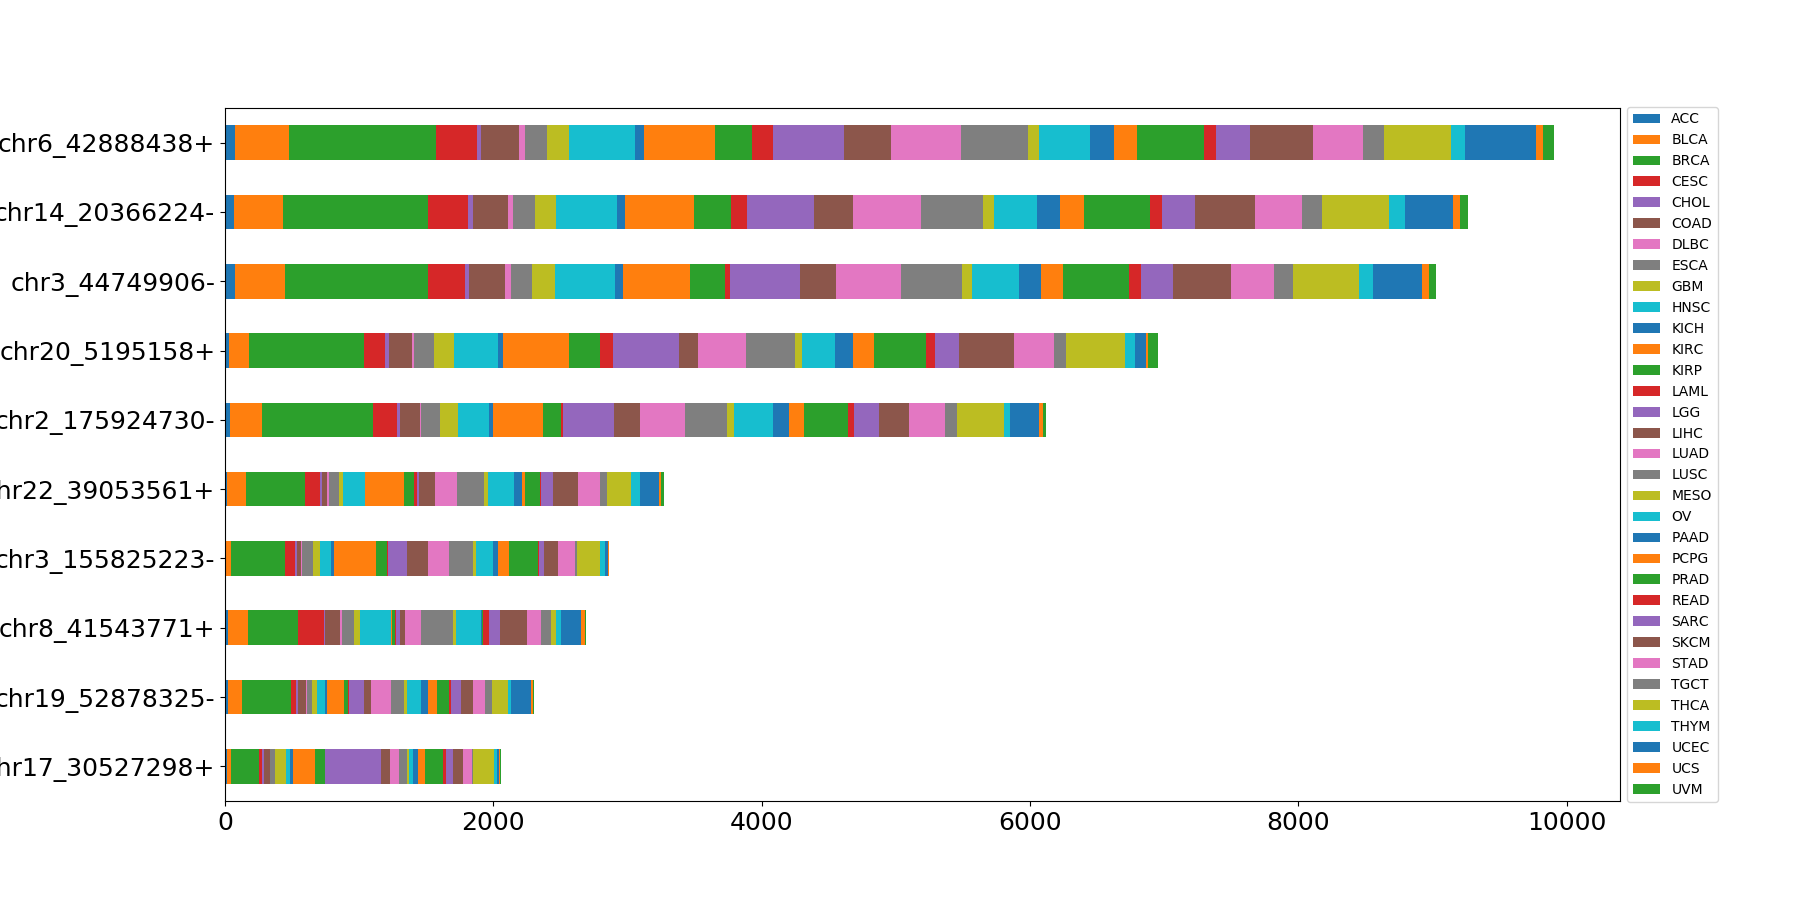 chr6_42888438+
chr14_20366224-
chr3_44749906-
chr20_5195158+
chr2_175924730-
hr22_39053561+
chr3_155825223-
chr8_41543771+
chr19_52878325-
hr17_30527298+
0 2000 4000 6000 8000 10000
ACC
BLCA
BRCA
CESC
CHOL
COAD
DLBC
ESCA
GBM
HNSC
KICH
KIRC
KIRP
LAML
LGG
LIHC
LUAD
LUSC
MESO
OV
PAAD
PCPG
PRAD
READ
SARC
SKCM
STAD
TGCT
THCA
THYM
UCEC
UCS
UVM